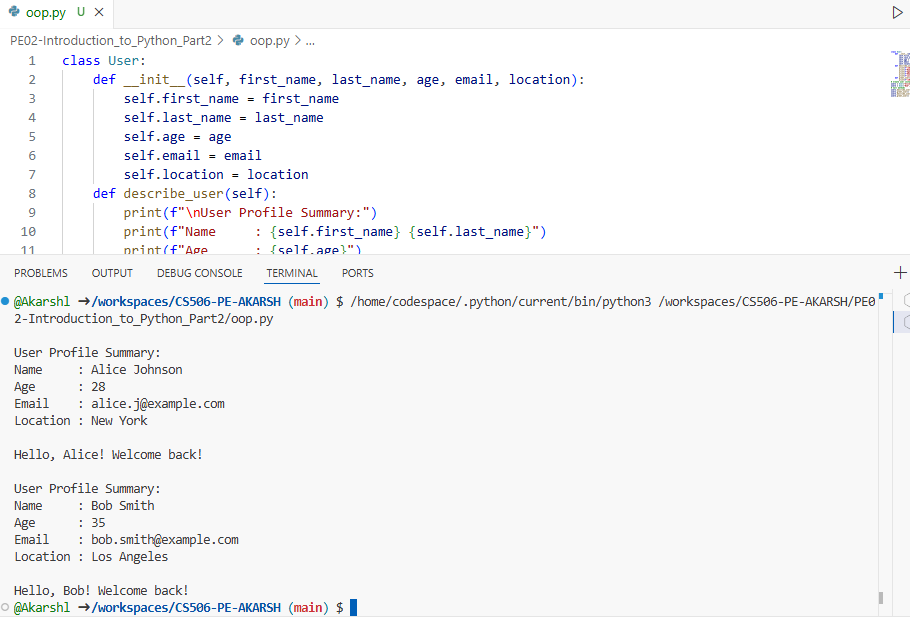 oop.py U
PE02-Introduction_to_Python_Part2 > oop.py > ...
1 class User:
2     def __init__(self, first_name, last_name, age, email, location):
3         self.first_name = first_name
4         self.last_name = last_name
5         self.age = age
6         self.email = email
7         self.location = location
8     def describe_user(self):
9         print(f"\nUser Profile Summary:")
10         print(f"Name     : {self.first_name} {self.last_name}")
11         print(f"Age      : {self.age}")
PROBLEMS OUTPUT DEBUG CONSOLE TERMINAL PORTS
@Akarshl ➜/workspaces/CS506-PE-AKARSH (main) $ /home/codespace/.python/current/bin/python3 /workspaces/CS506-PE-AKARSH/PE0
2-Introduction_to_Python_Part2/oop.py
User Profile Summary:
Name     : Alice Johnson
Age      : 28
Email    : alice.j@example.com
Location : New York
Hello, Alice! Welcome back!
User Profile Summary:
Name     : Bob Smith
Age      : 35
Email    : bob.smith@example.com
Location : Los Angeles
Hello, Bob! Welcome back!
@Akarshl ➜/workspaces/CS506-PE-AKARSH (main) $